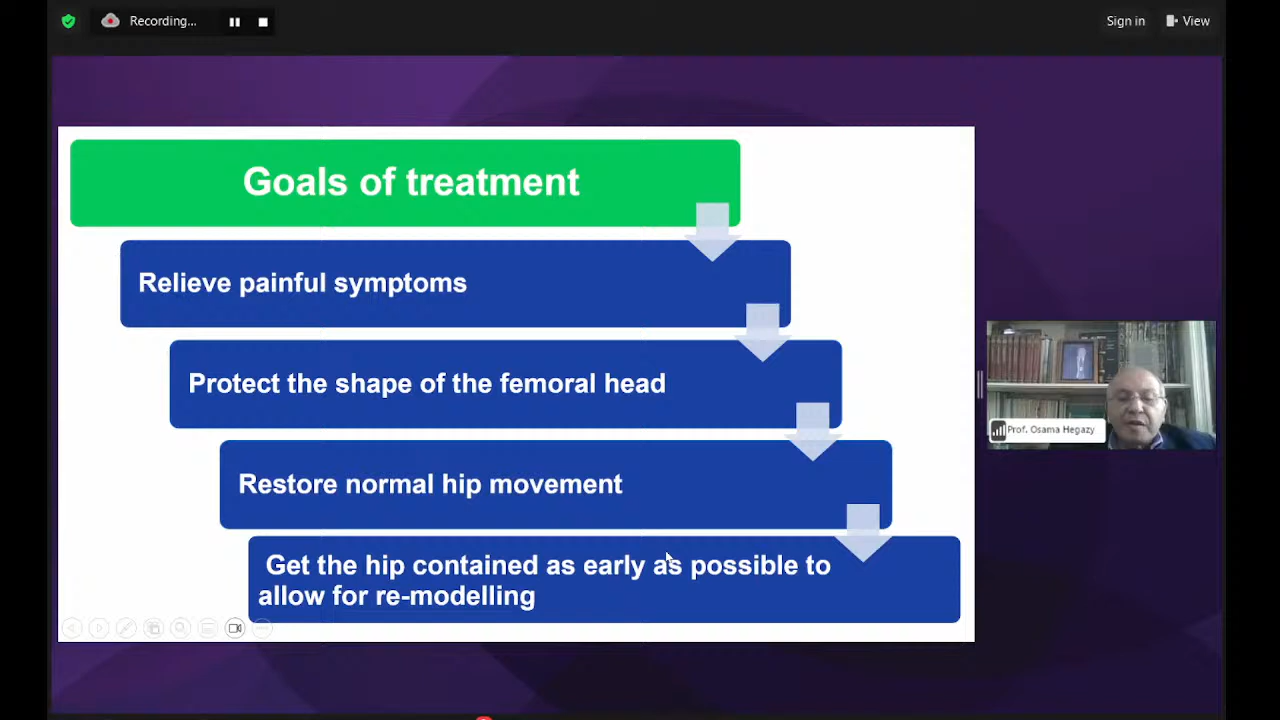 Recording...
Sign in
View
Goals of treatment
Relieve painful symptoms
Protect the shape of the femoral head
Restore normal hip movement
Get the hip contained as early as possible to
allow for re-modelling
Prof. Osama Hegazy